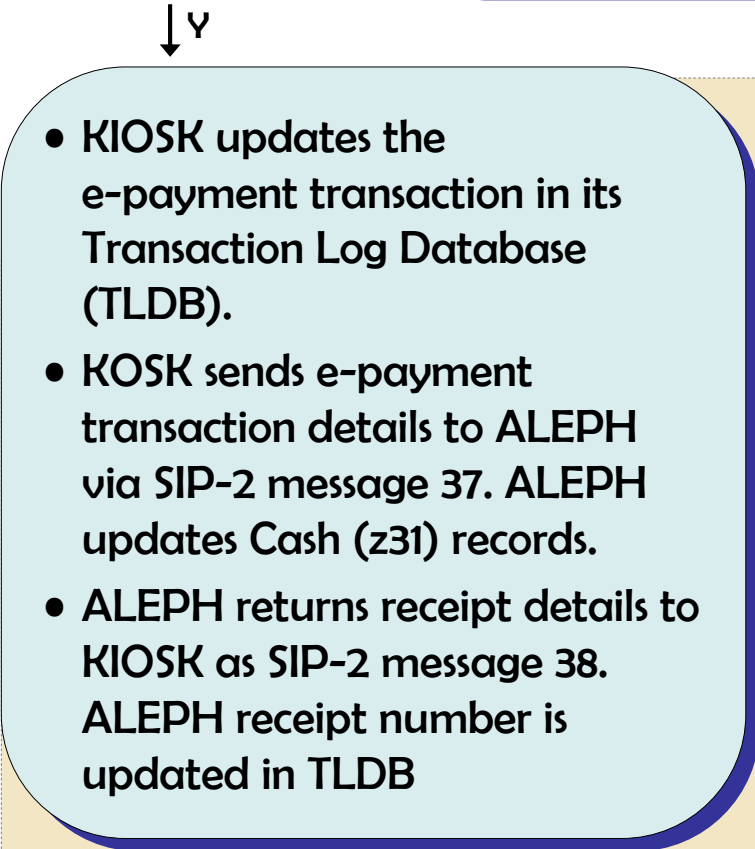 Y
• KIOSK updates the
e-payment transaction in its
Transaction Log Database
(TLDB).
• KOSK sends e-payment
transaction details to ALEPH
via SIP-2 message 37. ALEPH
updates Cash (z31) records.
• ALEPH returns receipt details to
KIOSK as SIP-2 message 38.
ALEPH receipt number is
updated in TLDB